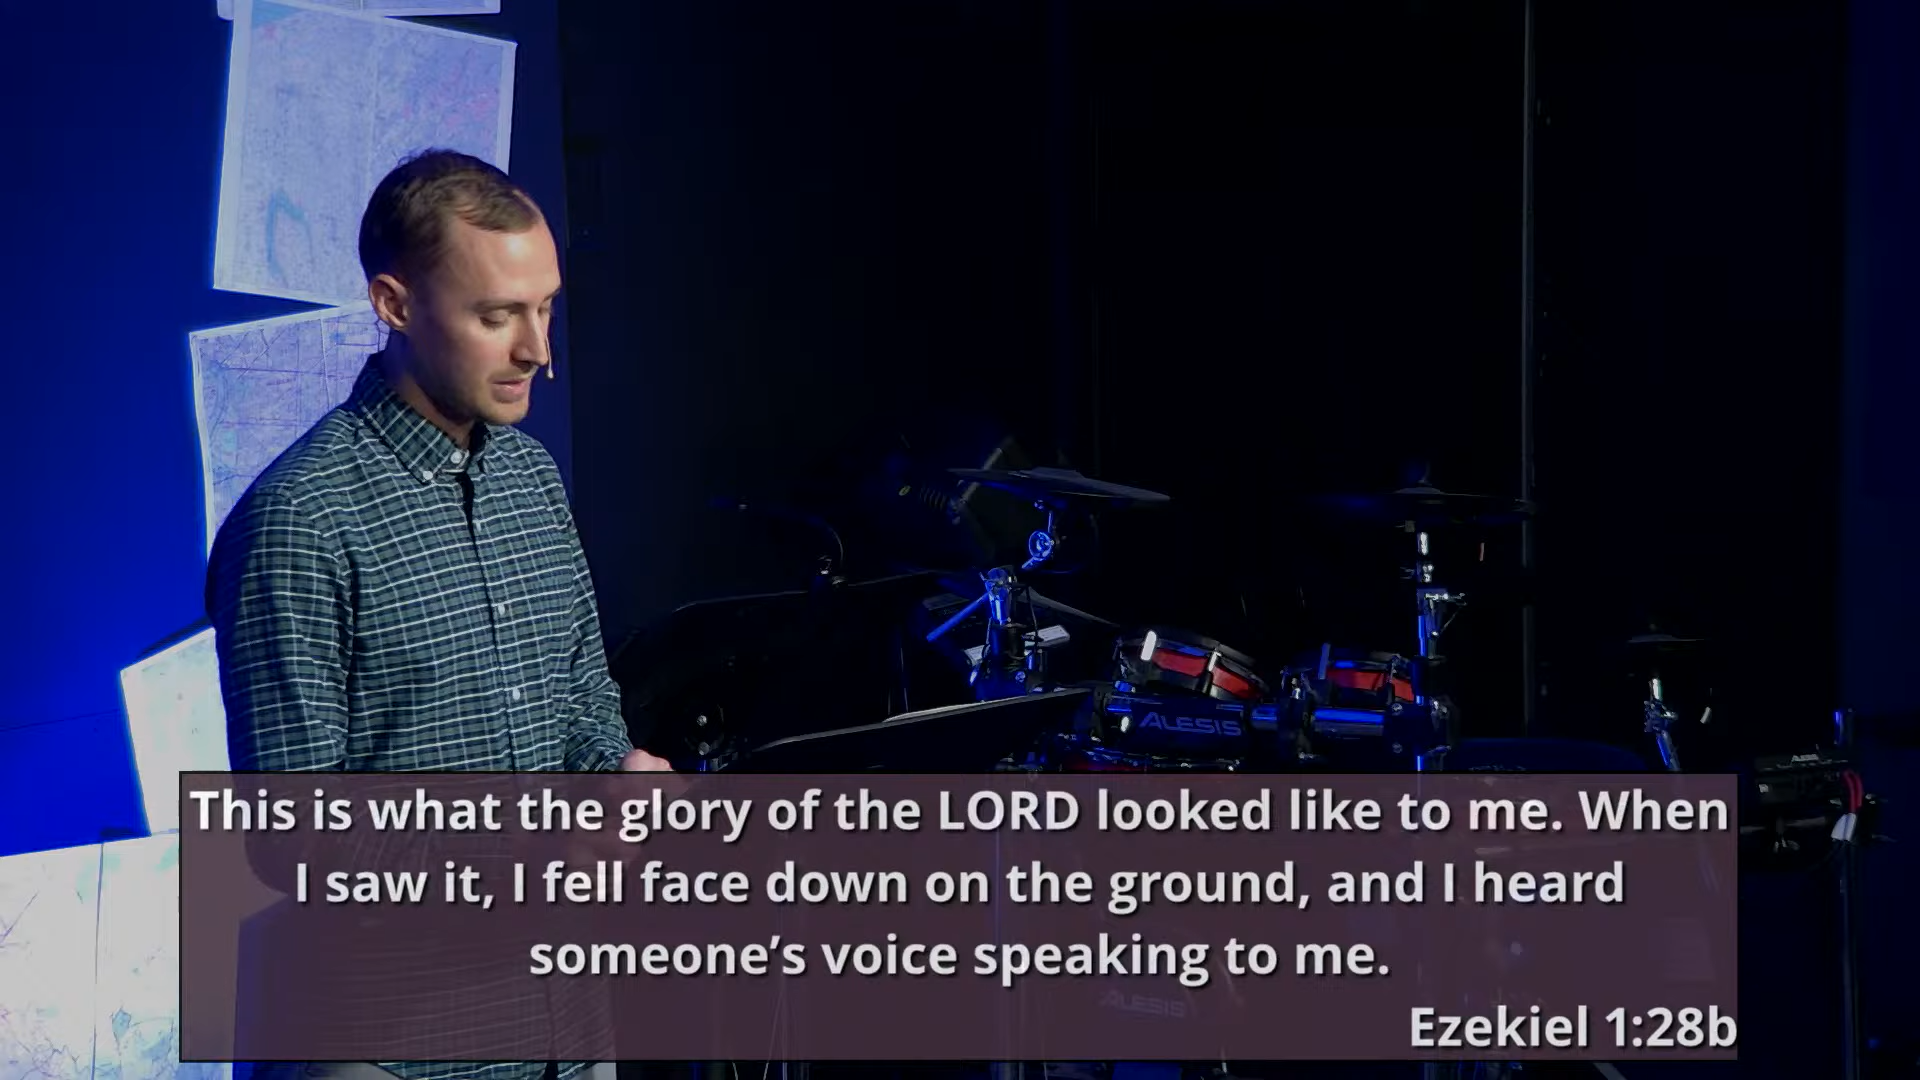 ALESIS
This is what the glory of the LORD looked like to me. When
I saw it, I fell face down on the ground, and I heard
someone’s voice speaking to me.
ALESIS
Ezekiel 1:28b